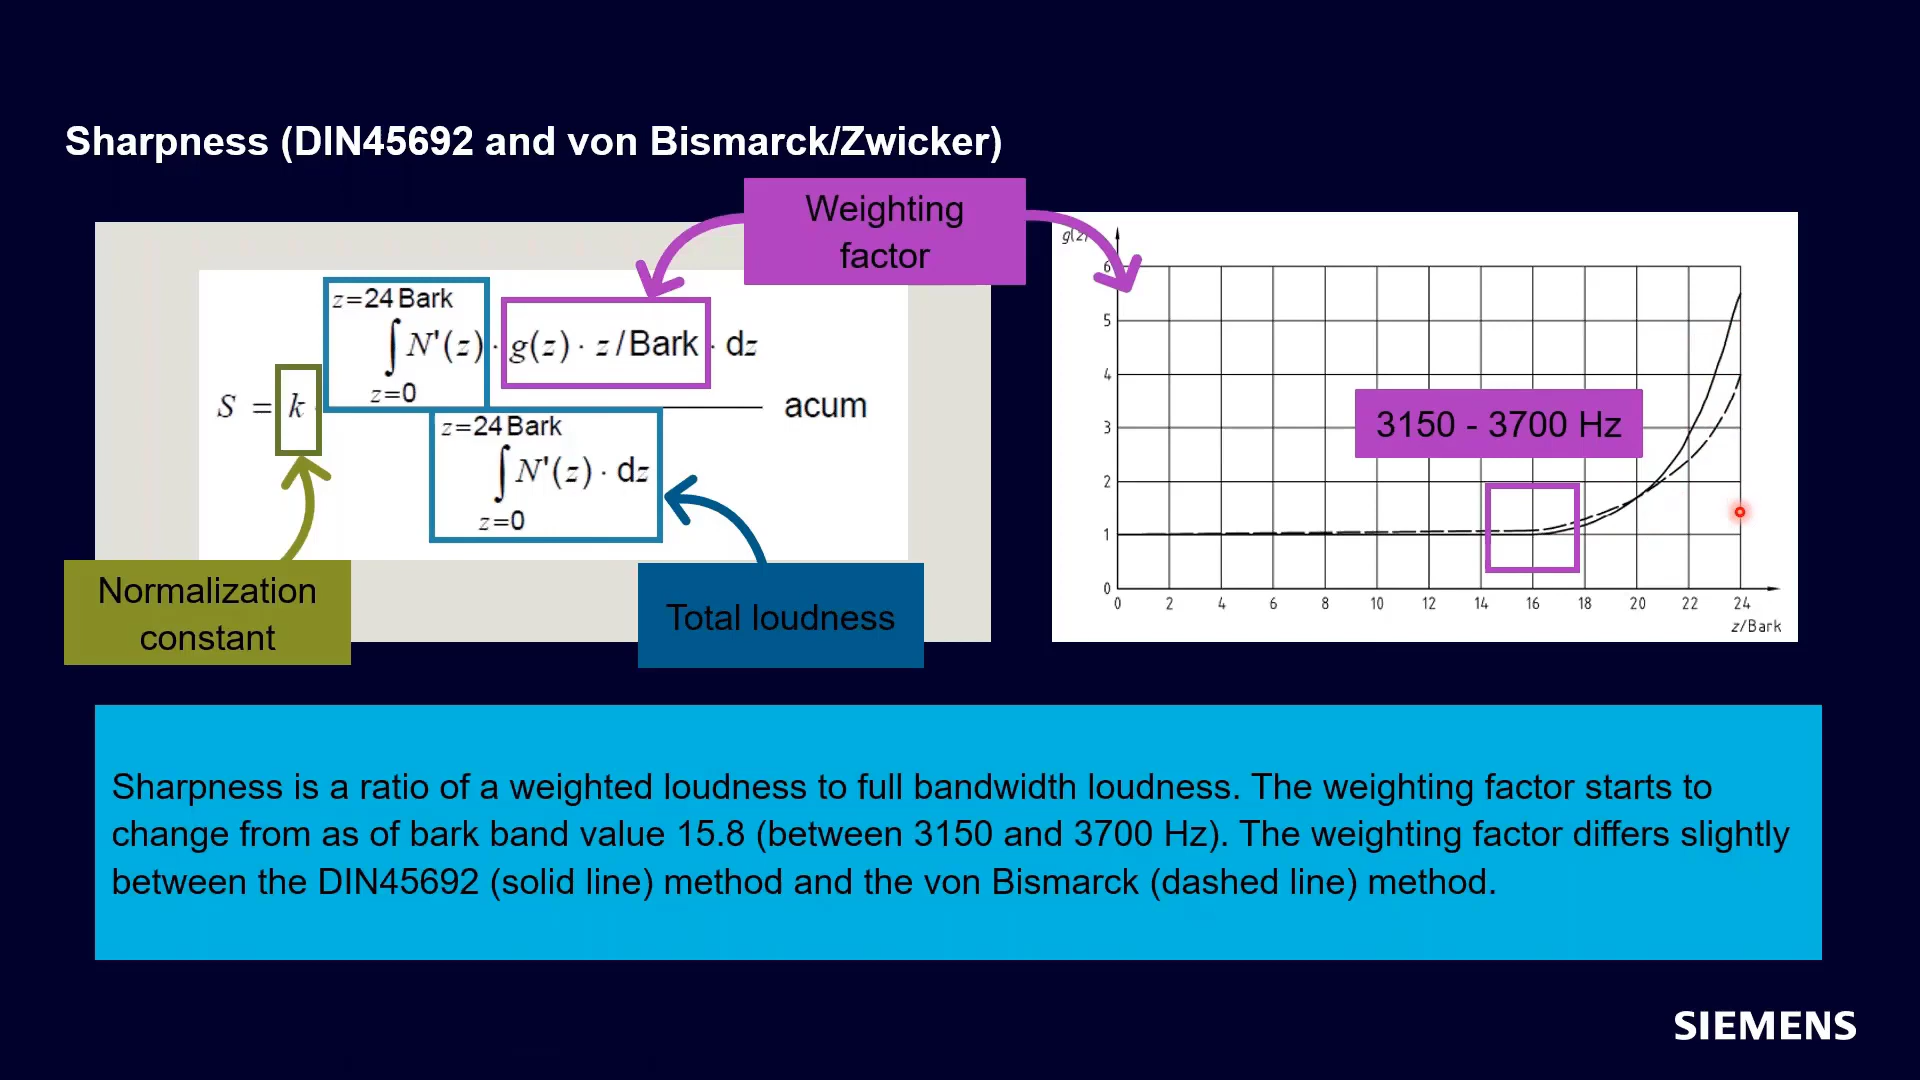 Sharpness (DIN45692 and von Bismarck/Zwicker)
Weighting
factor
z=24 Bark
∫ N'(z) · g(z) · z/Bark · dz
z=0
S = k ·
acum
z=24 Bark
∫ N'(z) · dz
z=0
Normalization
constant
Total loudness
g(z)
6
5
4
3
2
1
0
3150 - 3700 Hz
0 2 4 6 8 10 12 14 16 18 20 22 24
z/Bark
Sharpness is a ratio of a weighted loudness to full bandwidth loudness. The weighting factor starts to
change from as of bark band value 15.8 (between 3150 and 3700 Hz). The weighting factor differs slightly
between the DIN45692 (solid line) method and the von Bismarck (dashed line) method.
SIEMENS